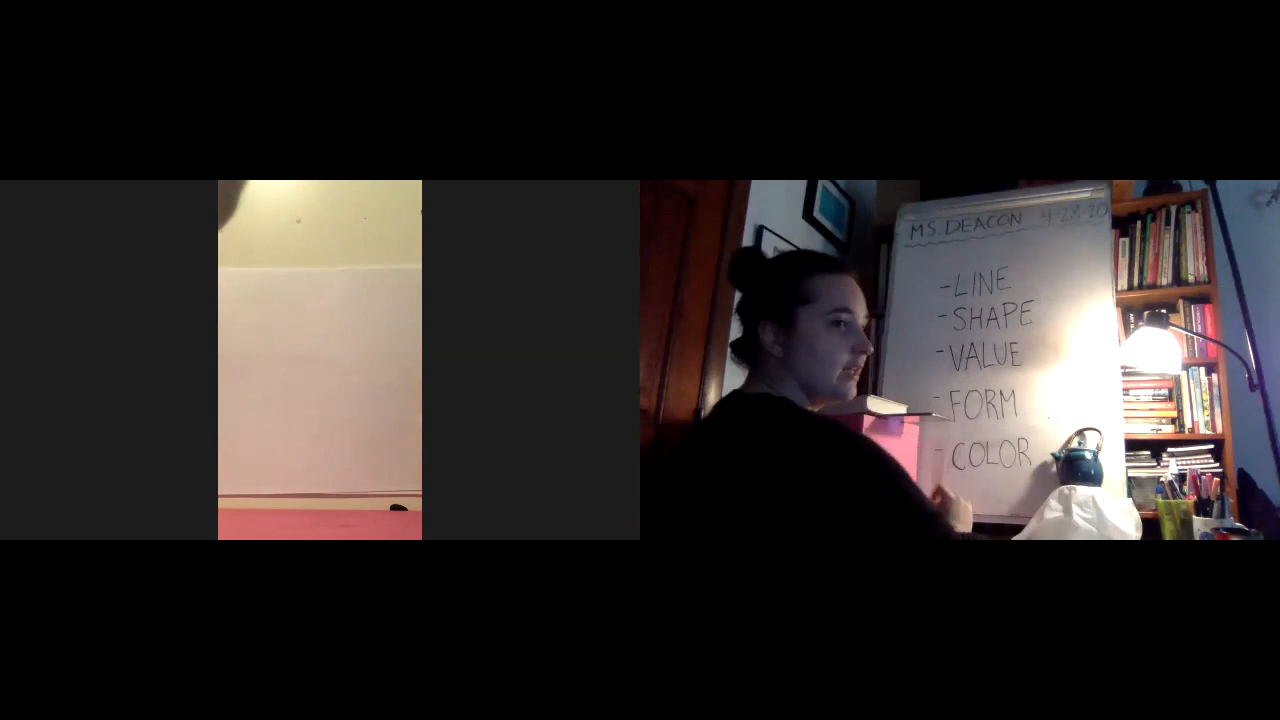 MS. DEACON 4-28-20
-LINE
-SHAPE
-VALUE
-FORM
-COLOR